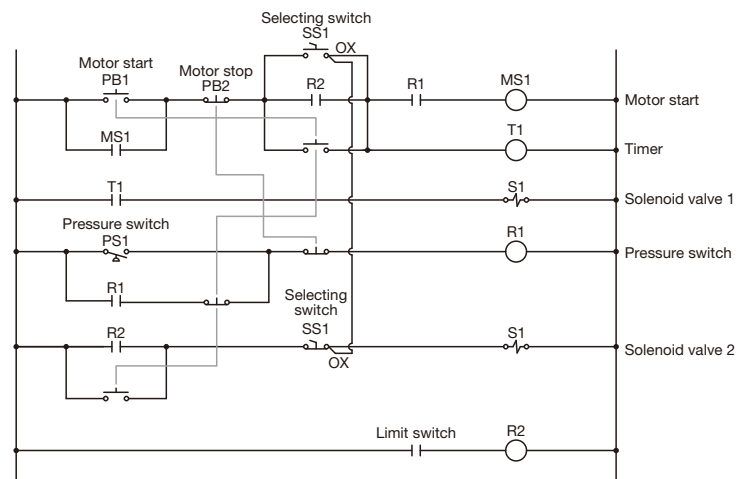 Selecting switch
SS1
OX
Motor start
PB1
Motor stop
PB2
R2
R1
MS1
Motor start
MS1
T1
Timer
T1
S1
Solenoid valve 1
Pressure switch
PS1
R1
Pressure switch
R1
Selecting
switch
SS1
R2
S1
OX
Solenoid valve 2
Limit switch
R2